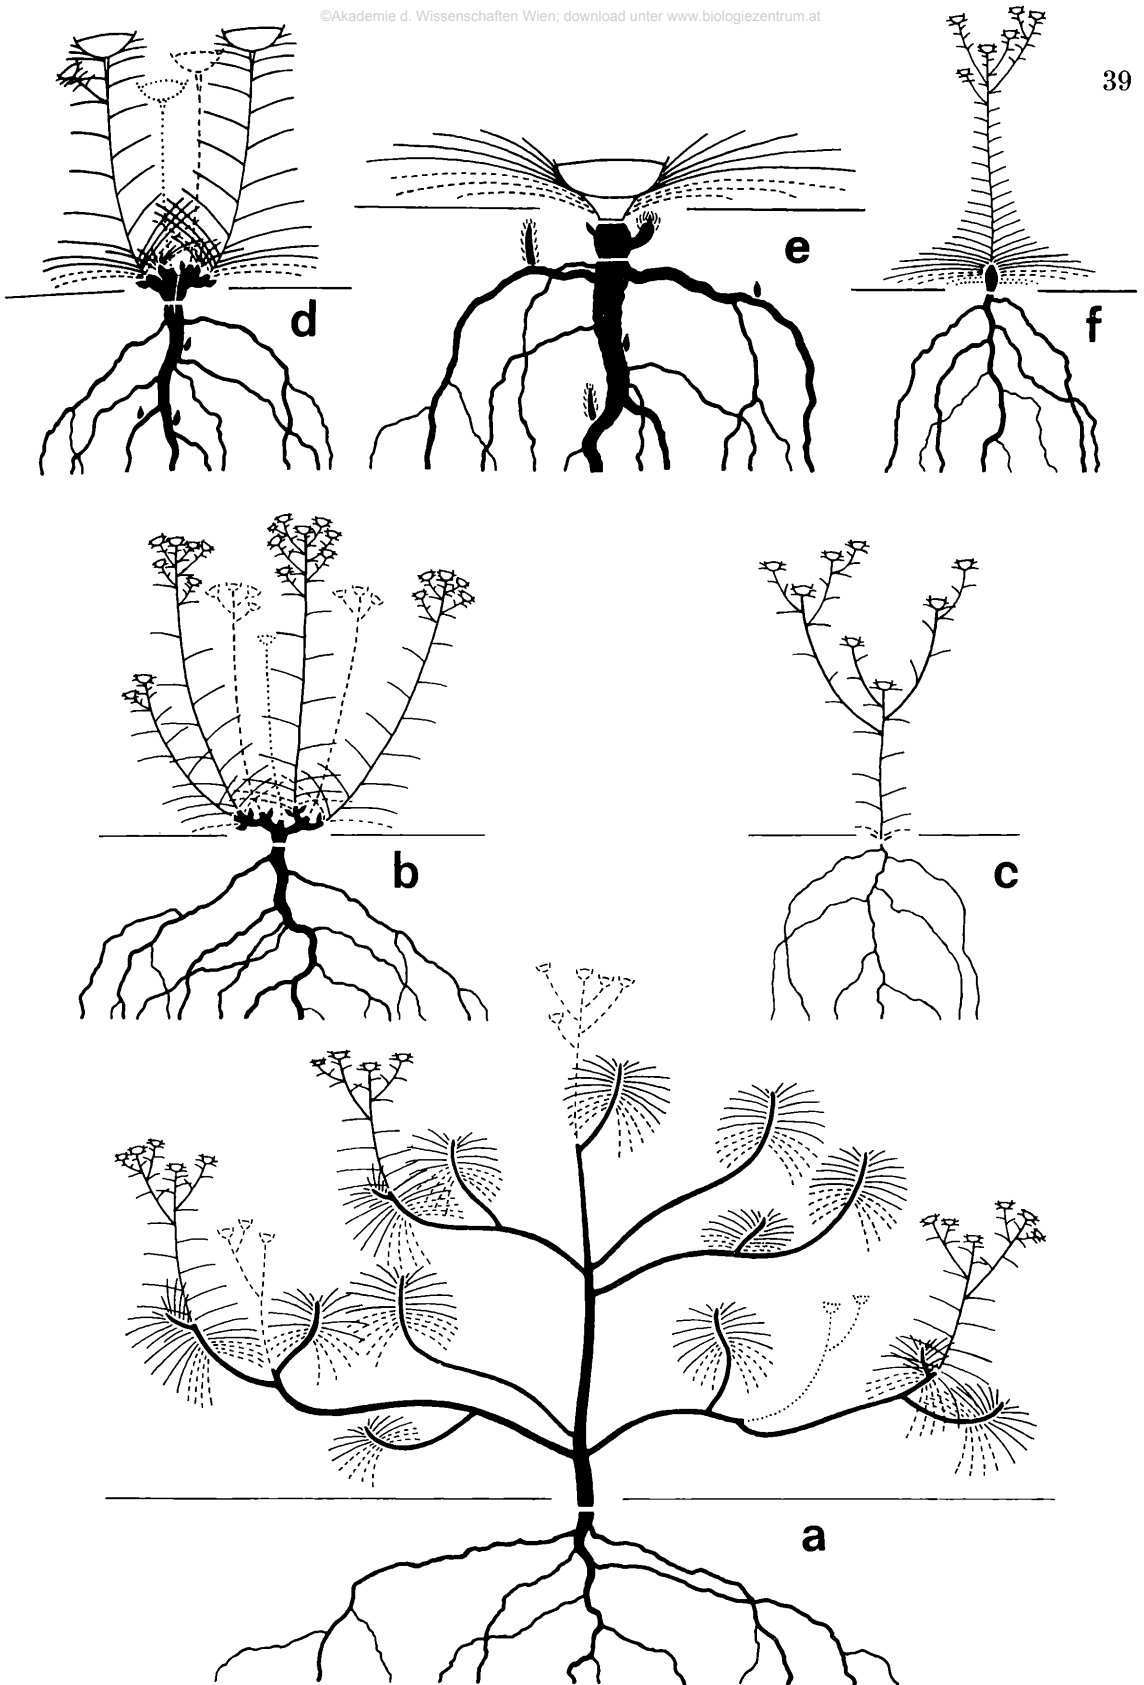 ©Akademie d. Wissenschaften Wien; download unter www.biologiezentrum.at
39
d
e
f
b
c
a